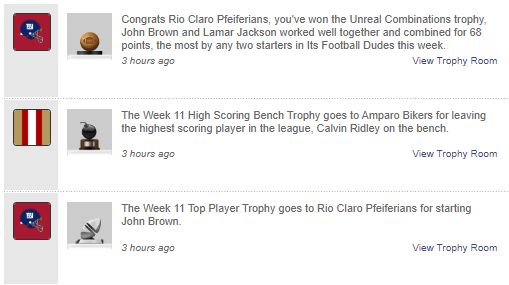 Congrats Rio Claro Pfeiferians, you've won the Unreal Combinations trophy,
John Brown and Lamar Jackson worked well together and combined for 68
points, the most by any two starters in Its Football Dudes this week.
3 hours ago View Trophy Room
The Week 11 High Scoring Bench Trophy goes to Amparo Bikers for leaving
the highest scoring player in the league, Calvin Ridley on the bench.
3 hours ago View Trophy Room
The Week 11 Top Player Trophy goes to Rio Claro Pfeiferians for starting
John Brown.
3 hours ago View Trophy Room